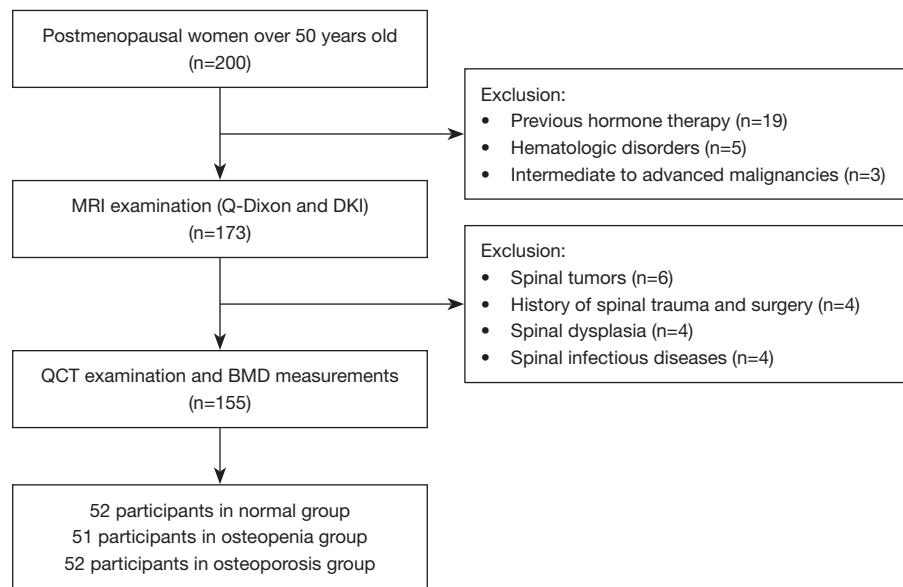 Postmenopausal women over 50 years old
(n=200)
Exclusion:
• Previous hormone therapy (n=19)
• Hematologic disorders (n=5)
• Intermediate to advanced malignancies (n=3)
MRI examination (Q-Dixon and DKI)
(n=173)
Exclusion:
• Spinal tumors (n=6)
• History of spinal trauma and surgery (n=4)
• Spinal dysplasia (n=4)
• Spinal infectious diseases (n=4)
QCT examination and BMD measurements
(n=155)
52 participants in normal group
51 participants in osteopenia group
52 participants in osteoporosis group